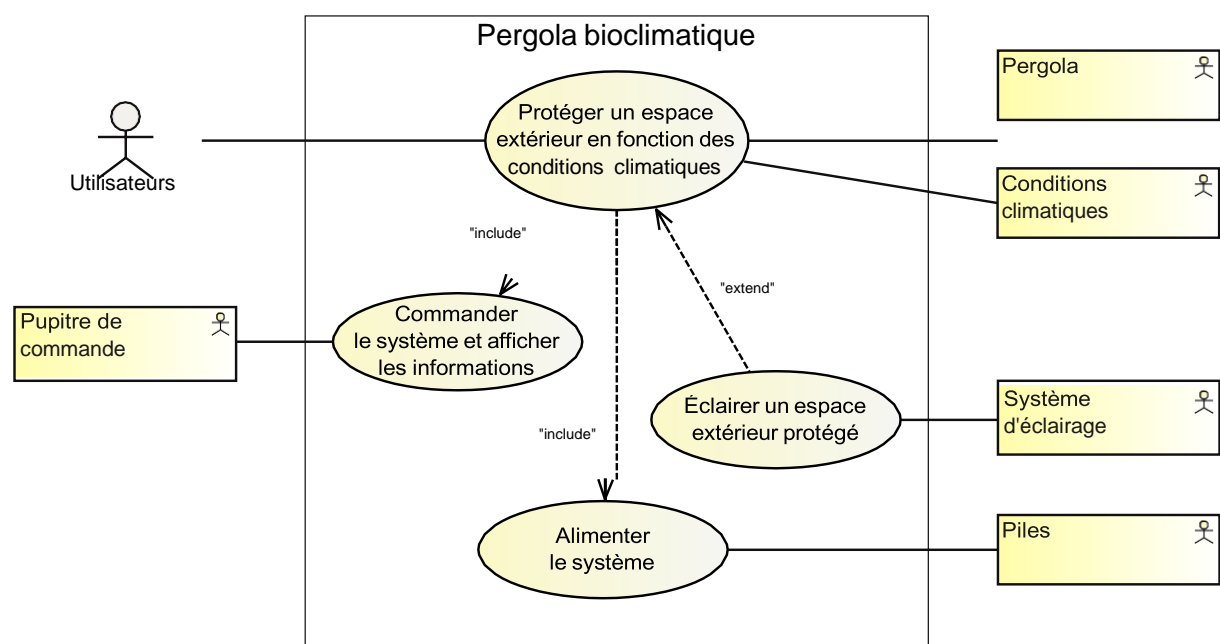 Pergola bioclimatique
Pergola
Protéger un espace
extérieur en fonction des
conditions climatiques
Utilisateurs
Conditions
climatiques
"include"
"extend"
Commander
le système et afficher
les informations
Pupitre de
commande
Éclairer un espace
extérieur protégé
Système
d'éclairage
"include"
Alimenter
le système
Piles